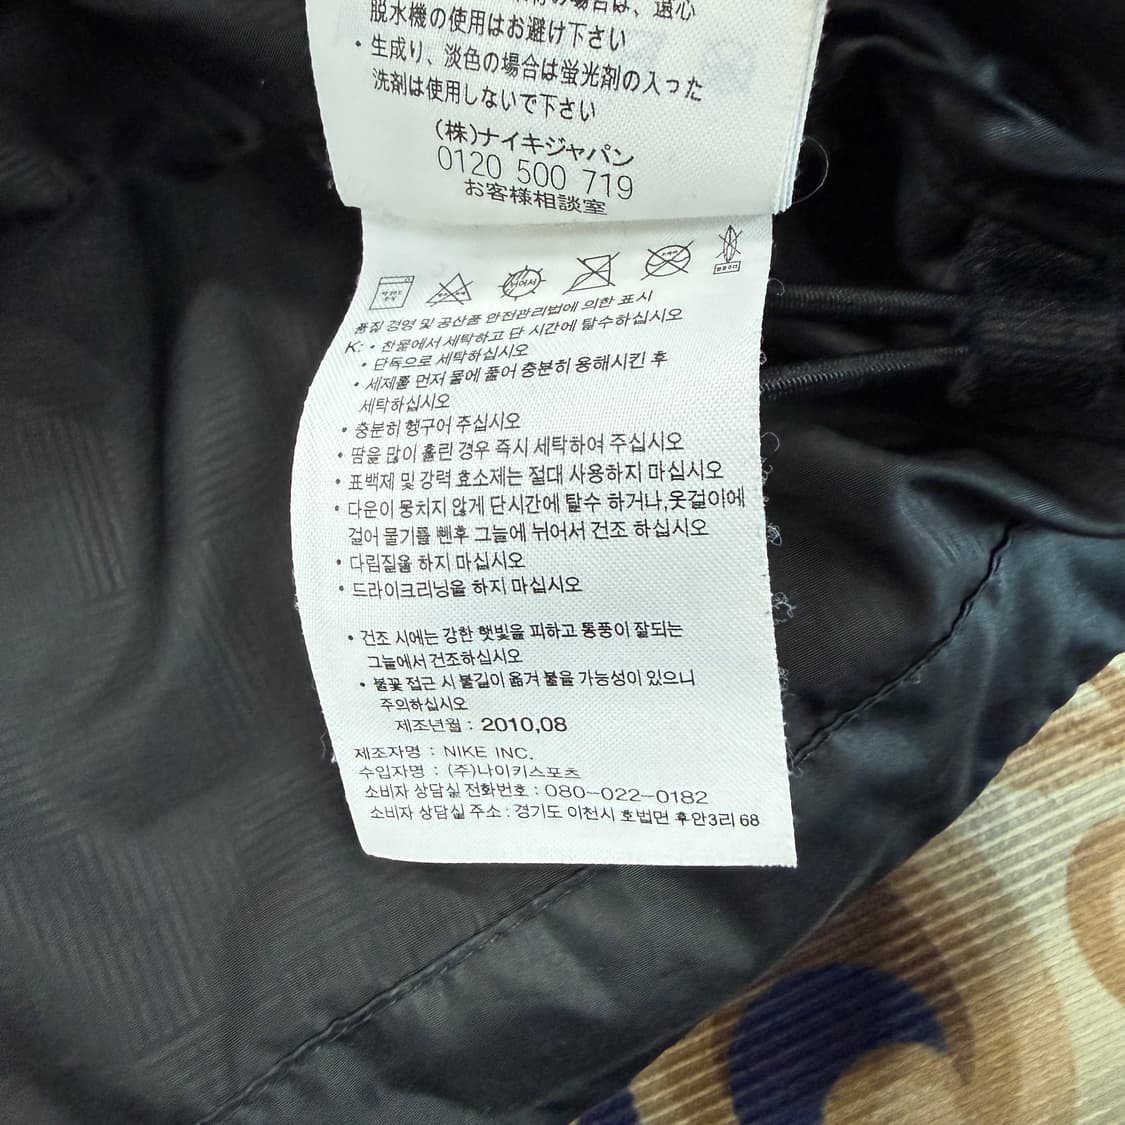 の場合は、遠心
脱水機の使用はお避け下さい
・生成り、淡色の場合は蛍光剤の入った
洗剤は使用しないで下さい
(株)ナイキジャパン
0120 500 719
お客様相談室
뉘어서
품질 경영 및 공산품 안전관리법에 의한 표시
K: • 찬물에서 세탁하고 단 시간에 탈수하십시오
• 단독으로 세탁하십시오
• 세제를 먼저 물에 풀어 충분히 용해시킨 후
세탁하십시오
• 충분히 헹구어 주십시오
• 땀을 많이 흘린 경우 즉시 세탁하여 주십시오
• 표백제 및 강력 효소제는 절대 사용하지 마십시오
• 다운이 뭉치지 않게 단시간에 탈수 하거나,옷걸이에
걸어 물기를 뺀후 그늘에 뉘어서 건조 하십시오
• 다림질을 하지 마십시오
• 드라이크리닝을 하지 마십시오
• 건조 시에는 강한 햇빛을 피하고 통풍이 잘되는
그늘에서 건조하십시오
• 불꽃 접근 시 불길이 옮겨 붙을 가능성이 있으니
주의하십시오
제조년월 : 2010,08
제조자명 : NIKE INC.
수입자명 : (주)나이키스포츠
소비자 상담실 전화번호 : 080-022-0182
소비자 상담실 주소 : 경기도 이천시 호법면 후안3리 68